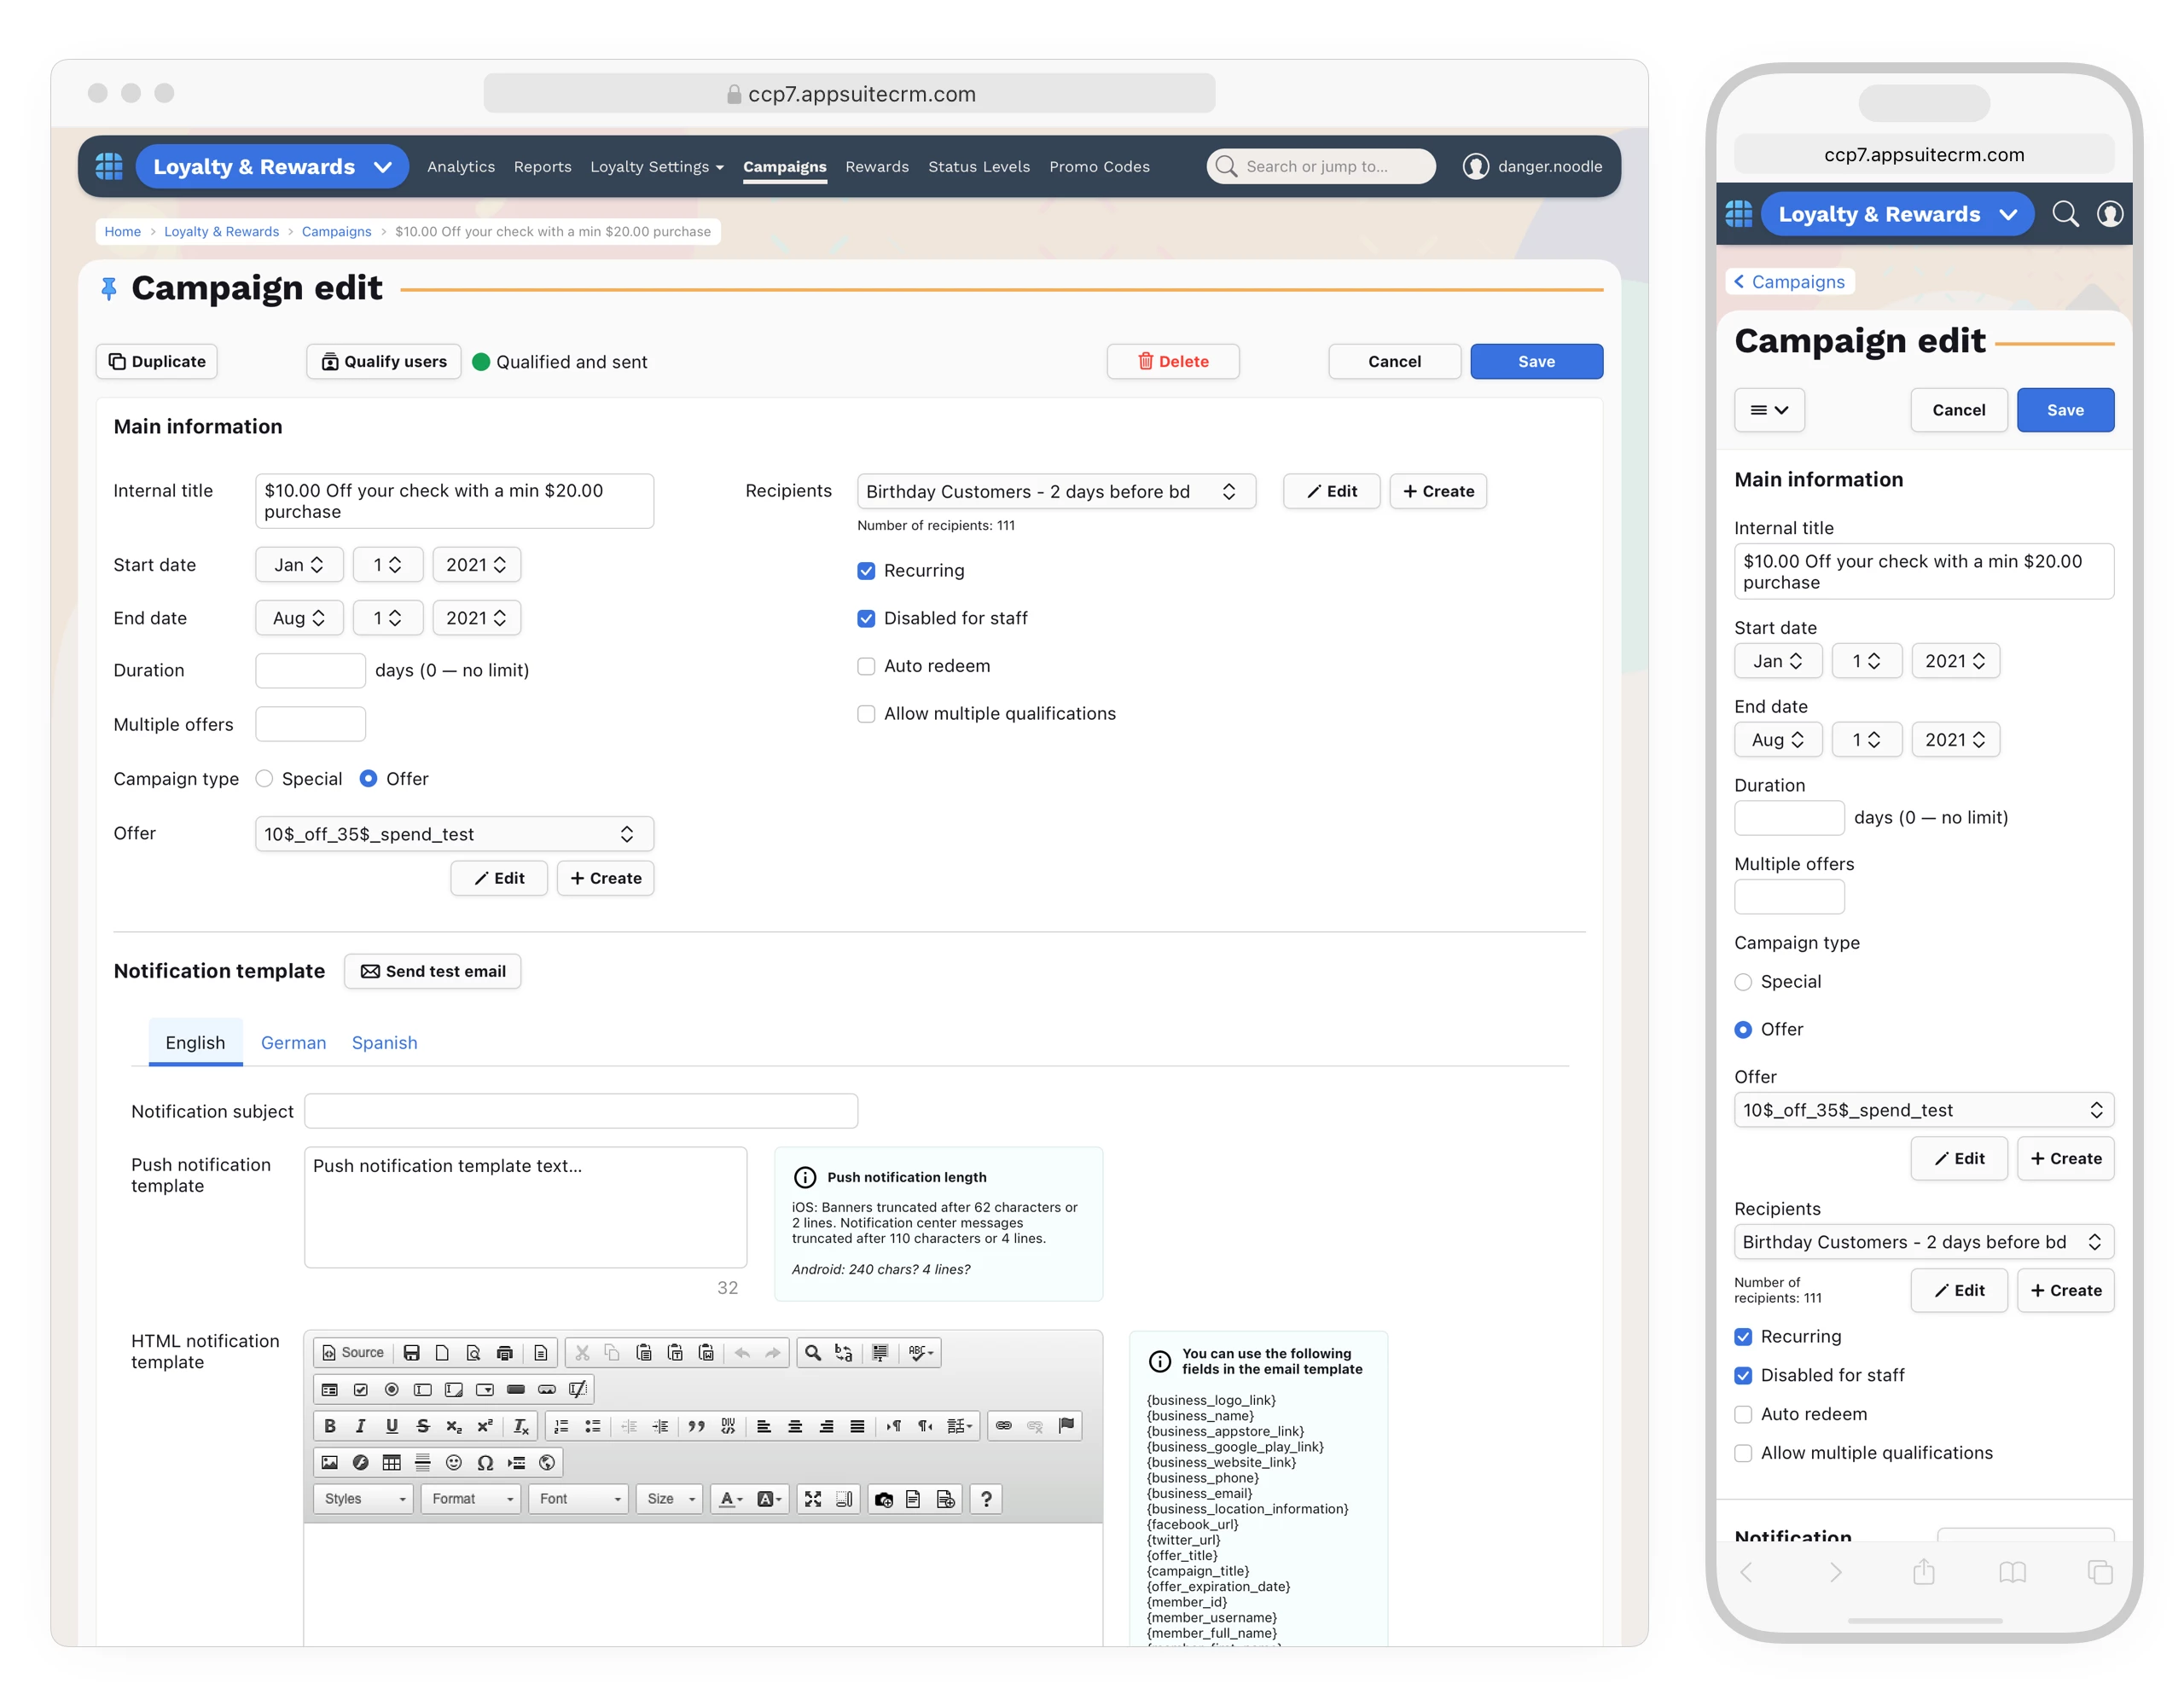 ccp7.appsuitecrm.com
Loyalty & Rewards Analytics Reports Loyalty Settings Campaigns Rewards Status Levels Promo Codes Search or jump to... danger.noodle
Home > Loyalty & Rewards > Campaigns > $10.00 Off your check with a min $20.00 purchase
Campaign edit
Duplicate Qualify users Qualified and sent Delete Cancel Save
Main information
Internal title $10.00 Off your check with a min $20.00
purchase
Start date Jan 1 2021
End date Aug 1 2021
Duration days (0 — no limit)
Multiple offers
Campaign type Special Offer
Offer 10$_off_35$_spend_test
Edit Create
Recipients Birthday Customers - 2 days before bd Edit Create
Number of recipients: 111
Recurring
Disabled for staff
Auto redeem
Allow multiple qualifications
Notification template Send test email
English German Spanish
Notification subject
Push notification
template
Push notification template text...
32
Push notification length
iOS: Banners truncated after 62 characters or
2 lines. Notification center messages
truncated after 110 characters or 4 lines.
Android: 240 chars? 4 lines?
HTML notification
template
Source
Styles Format Font Size
You can use the following
fields in the email template
{business_logo_link}
{business_name}
{business_appstore_link}
{business_google_play_link}
{business_website_link}
{business_phone}
{business_email}
{business_location_information}
{facebook_url}
{twitter_url}
{offer_title}
{campaign_title}
{offer_expiration_date}
{member_id}
{member_username}
{member_full_name}
ccp7.appsuitecrm.com
Loyalty & Rewards
Campaigns
Campaign edit
Cancel Save
Main information
Internal title
$10.00 Off your check with a min $20.00
purchase
Start date
Jan 1 2021
End date
Aug 1 2021
Duration
days (0 — no limit)
Multiple offers
Campaign type
Special
Offer
Offer
10$_off_35$_spend_test
Edit Create
Recipients
Birthday Customers - 2 days before bd
Number of
recipients: 111
Edit Create
Recurring
Disabled for staff
Auto redeem
Allow multiple qualifications
Notification